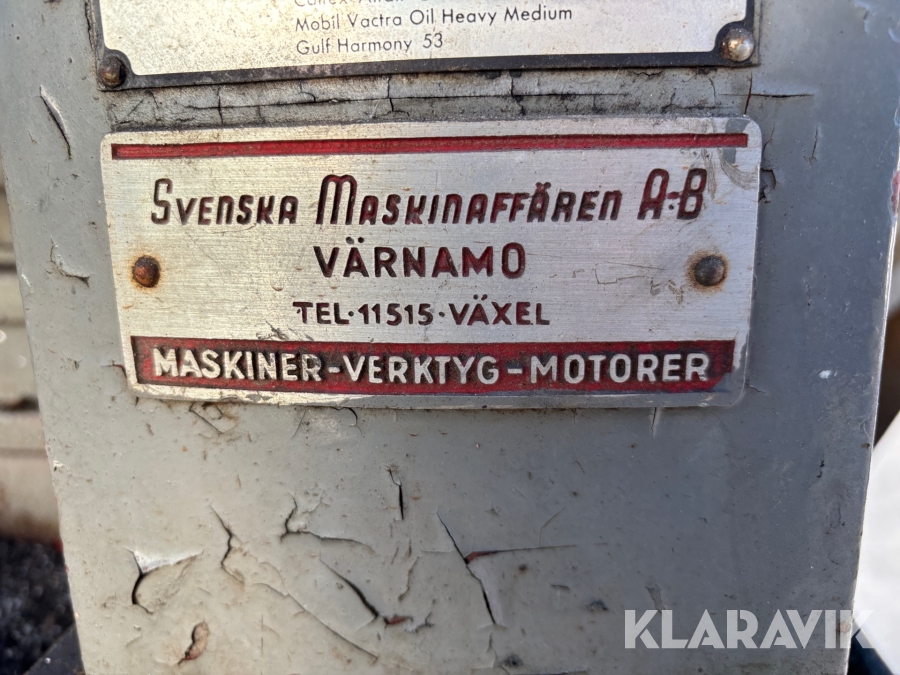 Mobil Vactra Oil Heavy Medium
Gulf Harmony 53
SVENSKA MASKINAFFÄREN A-B
VÄRNAMO
TEL·11515·VÄXEL
MASKINER-VERKTYG-MOTORER
KLARAVIK